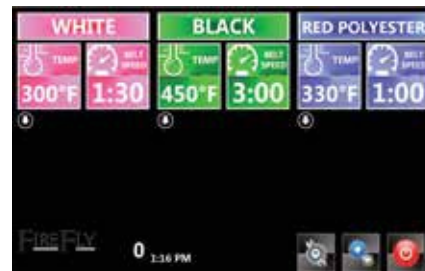 WHITE BLACK RED POLYESTER
TEMP BELT SPEED TEMP BELT SPEED TEMP BELT SPEED
300°F 1:30 450°F 3:00 330°F 1:00
FIREFLY 0 1:16 PM